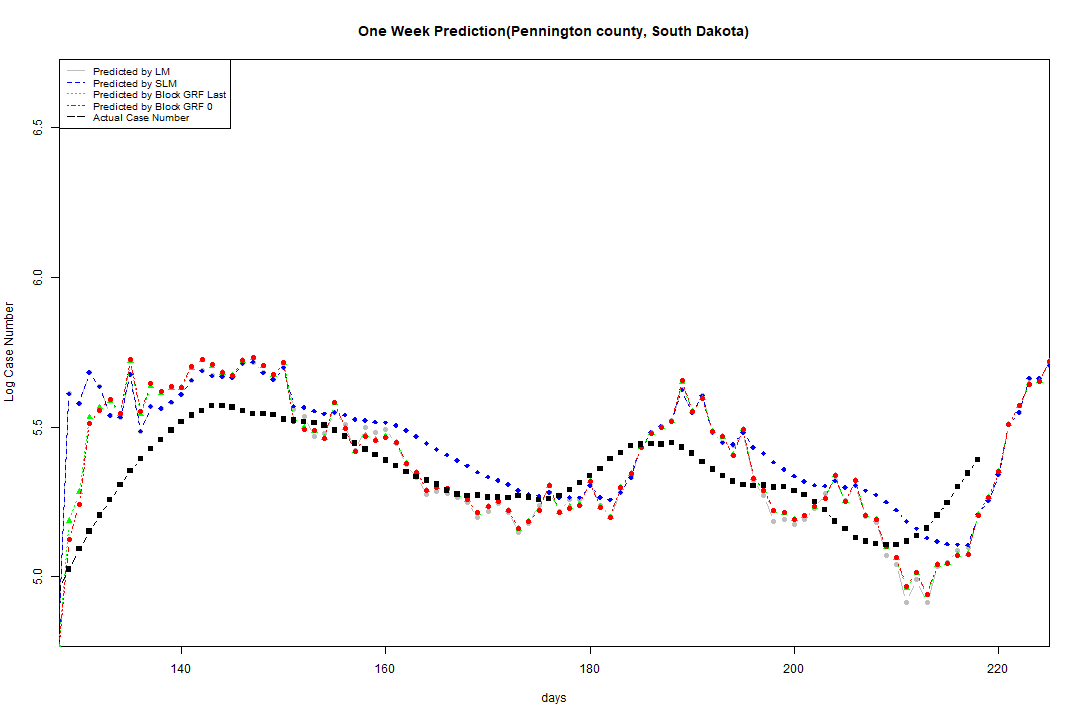 One Week Prediction(Pennington county, South Dakota)
Predicted by LM
Predicted by SLM
Predicted by Block GRF Last
Predicted by Block GRF 0
Actual Case Number
6.5
6.0
5.5
5.0
Log Case Number
140 160 180 200 220
days